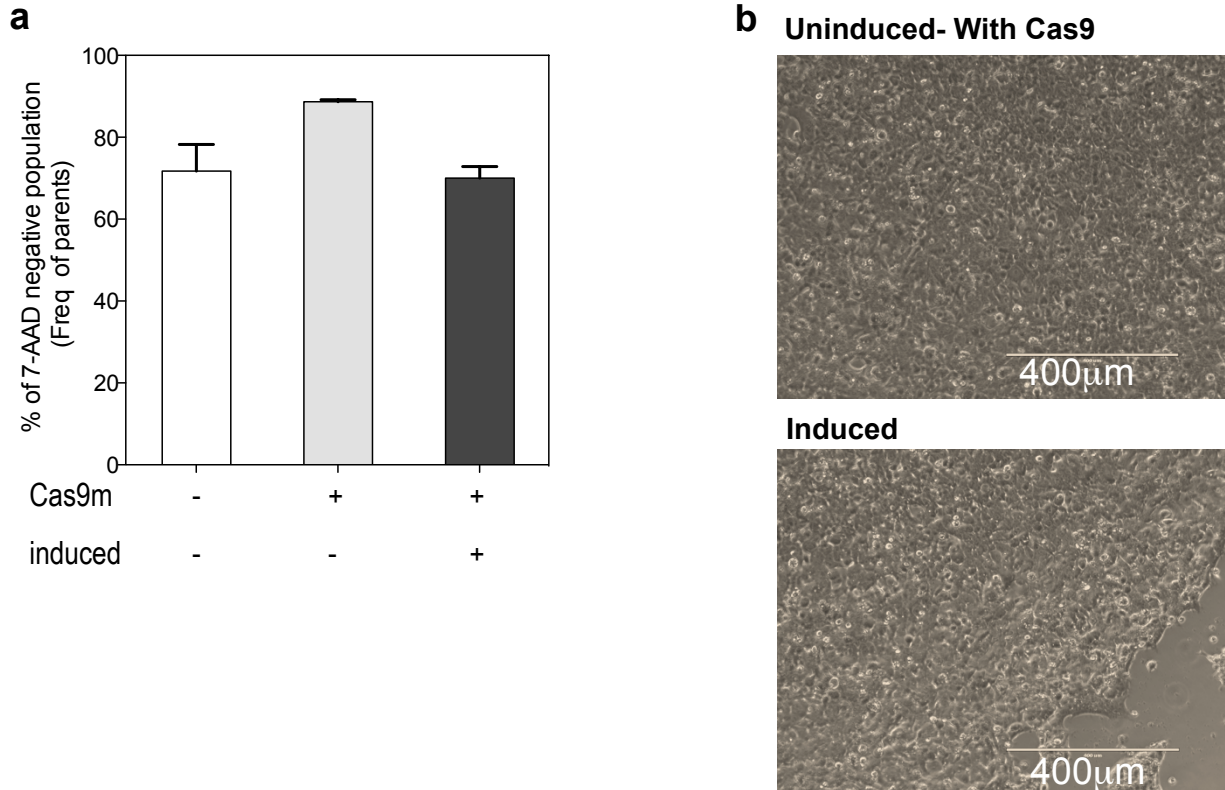 a
100
80
60
40
20
0
% of 7-AAD negative population
(Freq of parents)
Cas9m - + +
induced - - +
b
Uninduced- With Cas9
400μm
Induced
400μm